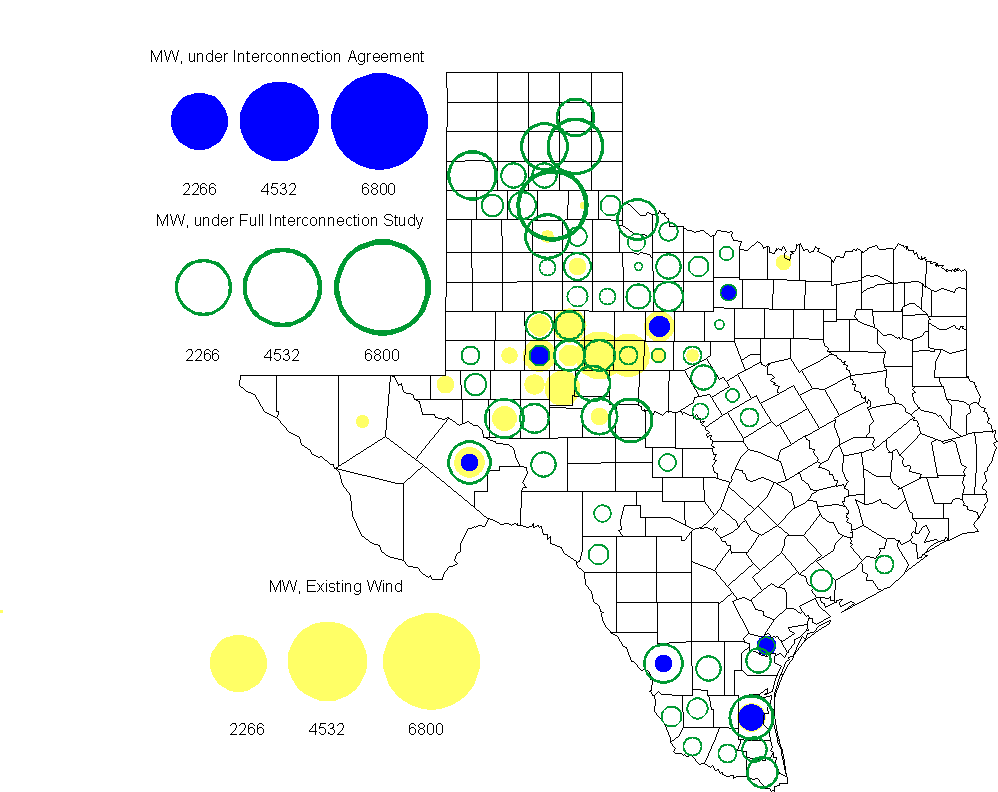 MW, under Interconnection Agreement
2266 4532 6800
MW, under Full Interconnection Study
2266 4532 6800
MW, Existing Wind
2266 4532 6800